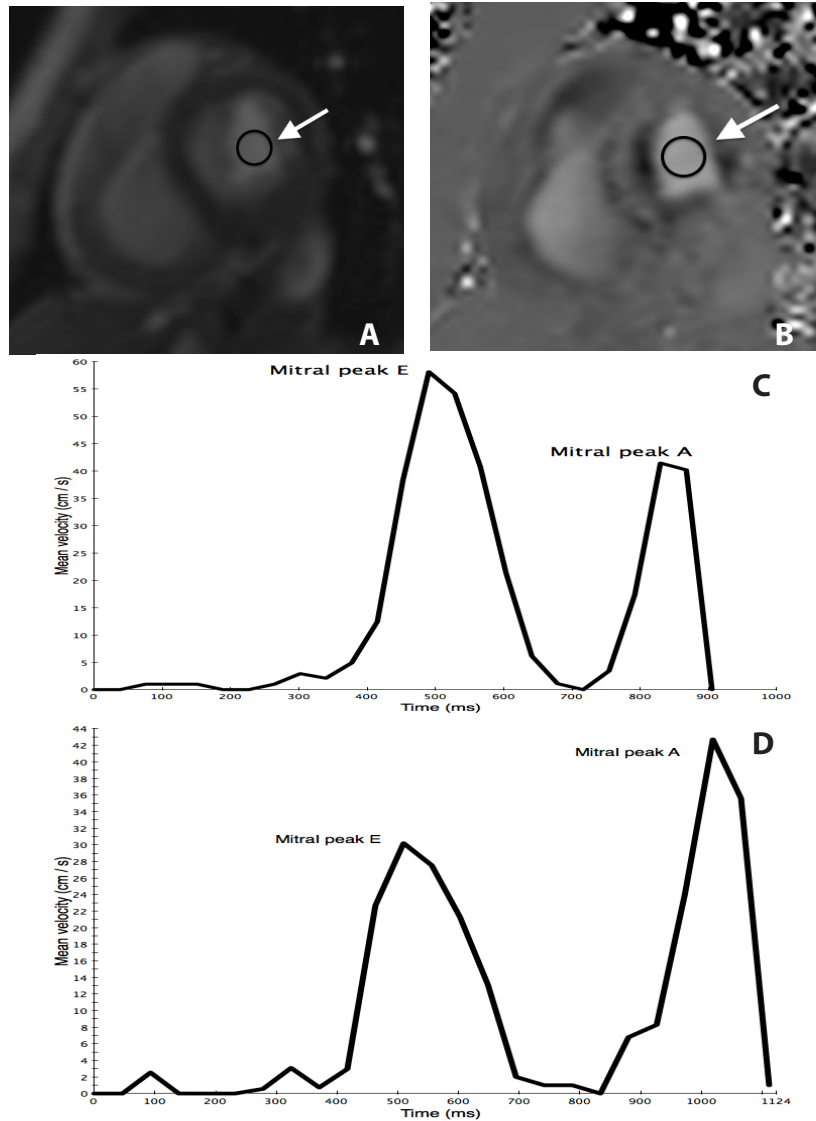 A
B
C
Mitral peak E
Mitral peak A
Mean velocity (cm / s)
60
55
50
45
40
35
30
25
20
15
10
5
0
0 100 200 300 400 500 600 700 800 900 1000
Time (ms)
D
Mitral peak A
Mitral peak E
Mean velocity (cm / s)
44
42
40
38
36
34
32
30
28
26
24
22
20
18
16
14
12
10
8
6
4
2
0
0 100 200 300 400 500 600 700 800 900 1000 1124
Time (ms)